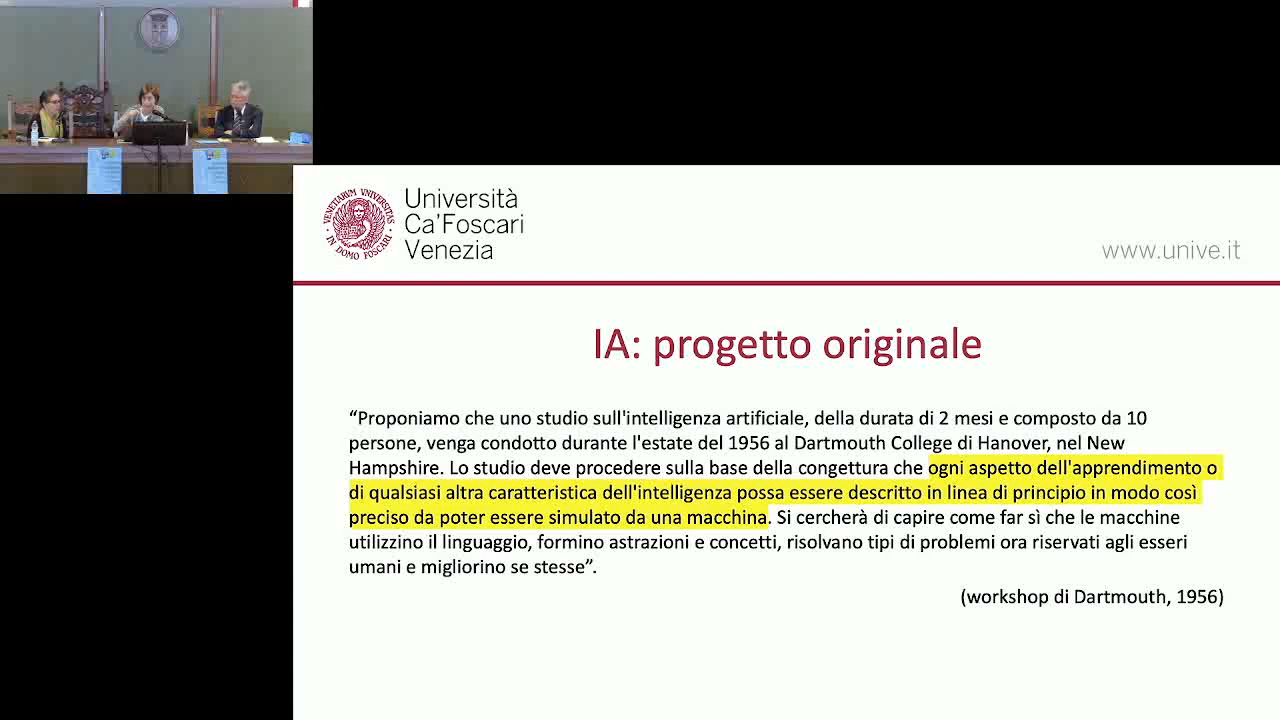 VENETIARVM VNIVERSITAS
IN DOMO FOSCARI
Università
Ca'Foscari
Venezia
www.unive.it
IA: progetto originale
“Proponiamo che uno studio sull'intelligenza artificiale, della durata di 2 mesi e composto da 10
persone, venga condotto durante l'estate del 1956 al Dartmouth College di Hanover, nel New
Hampshire. Lo studio deve procedere sulla base della congettura che ogni aspetto dell'apprendimento o
di qualsiasi altra caratteristica dell'intelligenza possa essere descritto in linea di principio in modo così
preciso da poter essere simulato da una macchina. Si cercherà di capire come far sì che le macchine
utilizzino il linguaggio, formino astrazioni e concetti, risolvano tipi di problemi ora riservati agli esseri
umani e migliorino se stesse”.
(workshop di Dartmouth, 1956)